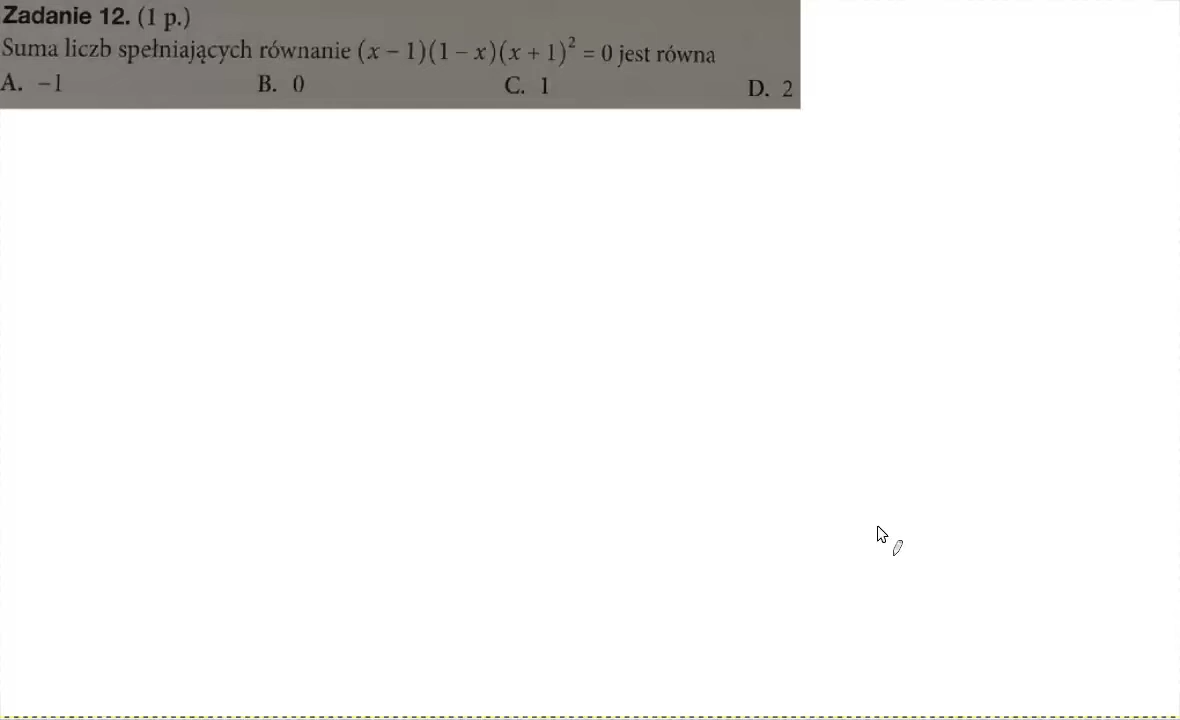 Zadanie 12. (1 p.)
Suma liczb spełniających równanie (x − 1)(1 − x)(x + 1)² = 0 jest równa
A. −1 B. 0 C. 1 D. 2